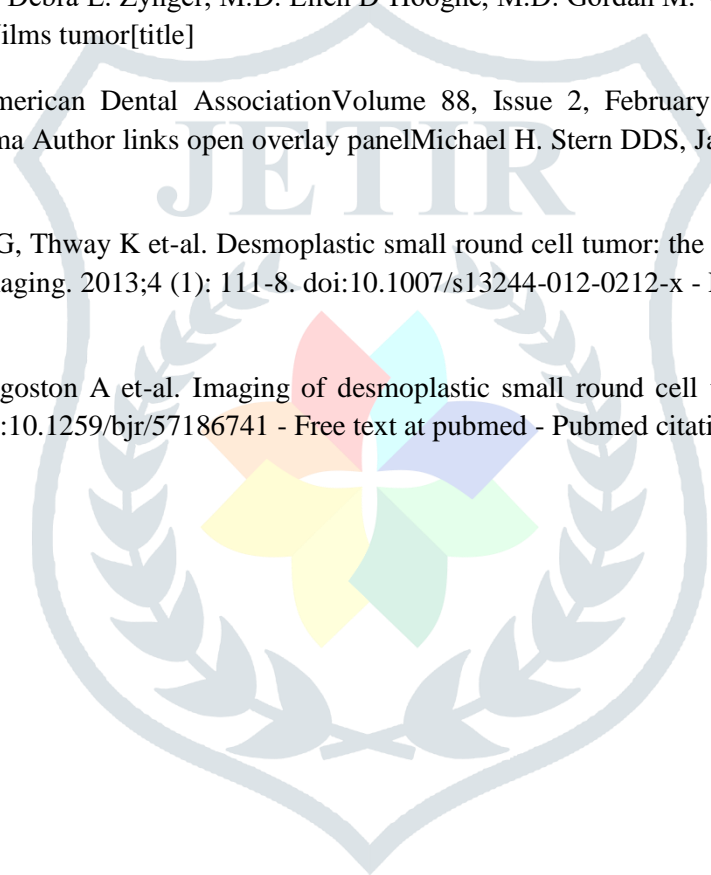 Debra L. Zynger, M.D. Ellen D'Hooghe, M.D. Gordan M.
ilms tumor[title]
merican Dental AssociationVolume 88, Issue 2, February
ma Author links open overlay panelMichael H. Stern DDS, Ja
JETIR
G, Thway K et-al. Desmoplastic small round cell tumor: the
aging. 2013;4 (1): 111-8. doi:10.1007/s13244-012-0212-x -
goston A et-al. Imaging of desmoplastic small round cell
:10.1259/bjr/57186741 - Free text at pubmed - Pubmed citati